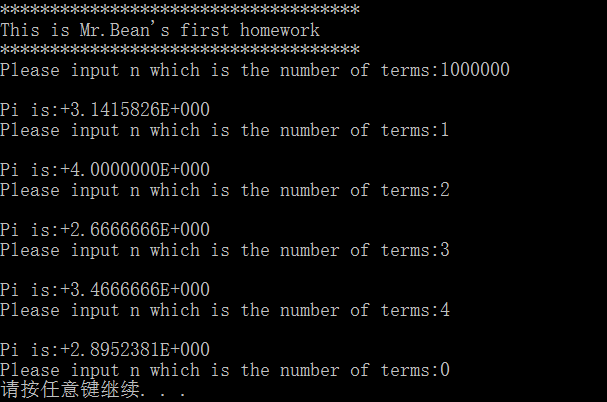 ************************************
This is Mr.Bean's first homework
************************************
Please input n which is the number of terms:1000000
Pi is:+3.1415826E+000
Please input n which is the number of terms:1
Pi is:+4.0000000E+000
Please input n which is the number of terms:2
Pi is:+2.6666666E+000
Please input n which is the number of terms:3
Pi is:+3.4666666E+000
Please input n which is the number of terms:4
Pi is:+2.8952381E+000
Please input n which is the number of terms:0
请按任意键继续. . .